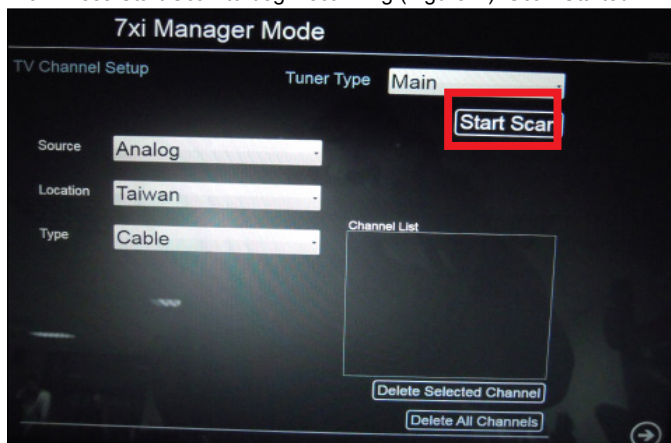 7xi Manager Mode
TV Channel Setup
Tuner Type Main
Start Scan
Source Analog
Location Taiwan
Type Cable
Channel List
Delete Selected Channel
Delete All Channels